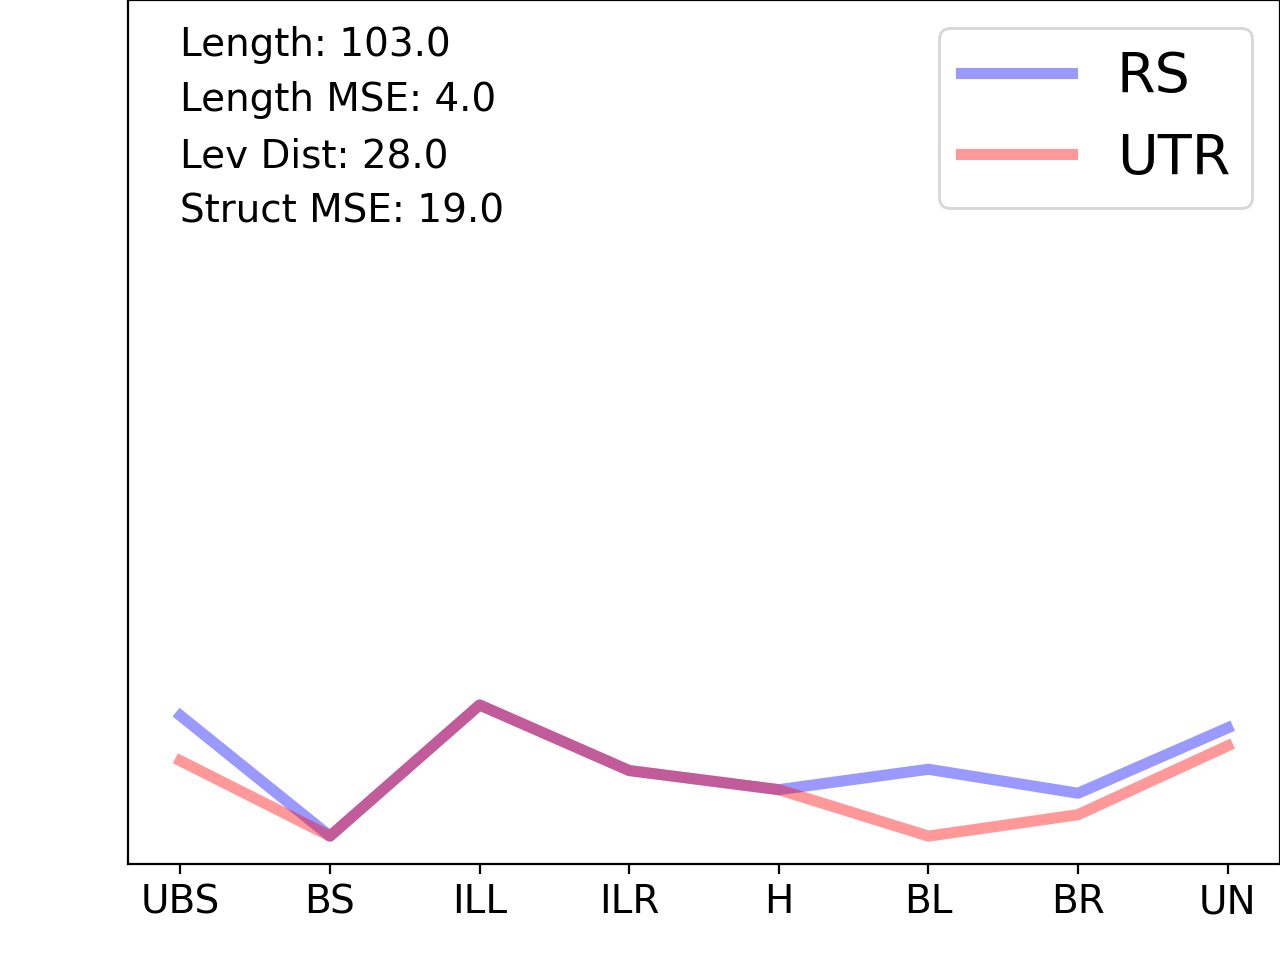 Length: 103.0
Length MSE: 4.0
Lev Dist: 28.0
Struct MSE: 19.0
RS
UTR
UBS BS ILL ILR H BL BR UN